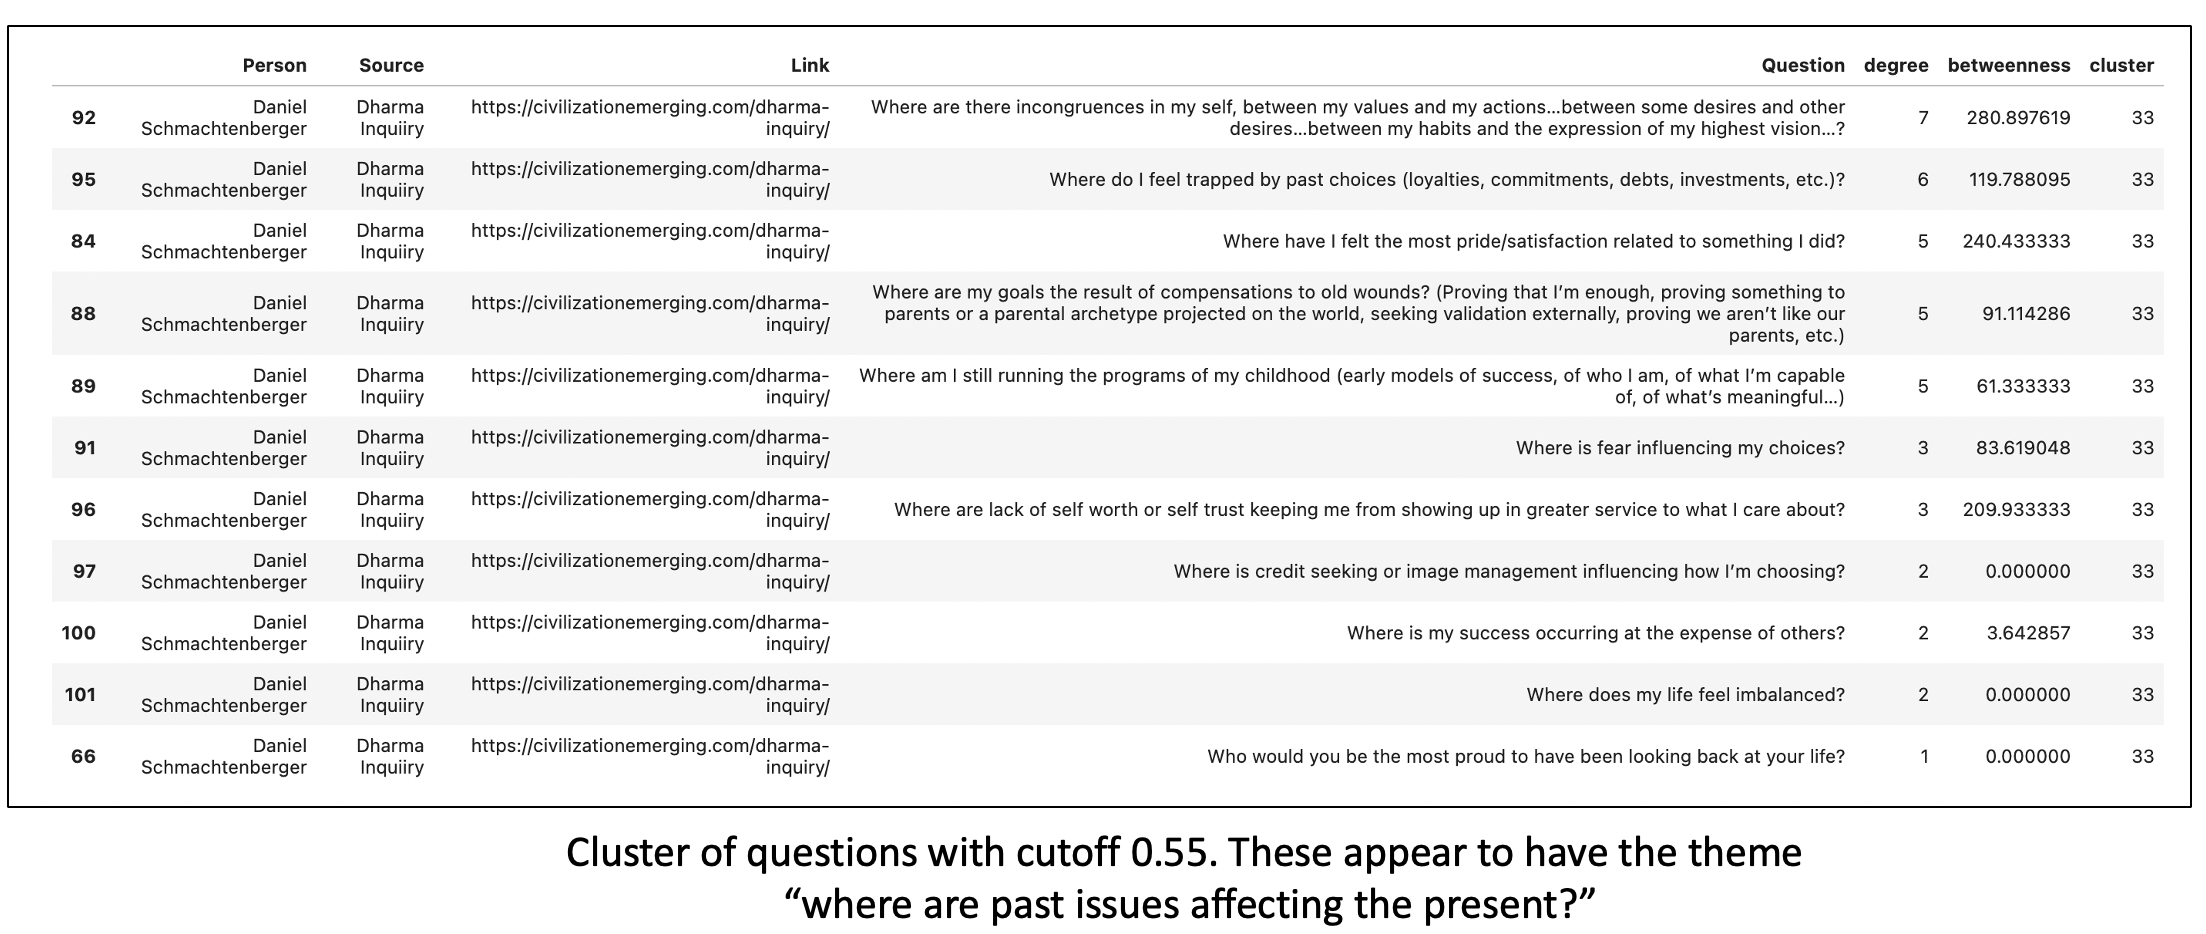 Person Source Link Question degree betweenness cluster
92 Daniel Schmachtenberger Dharma Inquiiry https://civilizationemerging.com/dharma-inquiry/ Where are there incongruences in my self, between my values and my actions...between some desires and other desires...between my habits and the expression of my highest vision...? 7 280.897619 33
95 Daniel Schmachtenberger Dharma Inquiiry https://civilizationemerging.com/dharma-inquiry/ Where do I feel trapped by past choices (loyalties, commitments, debts, investments, etc.)? 6 119.788095 33
84 Daniel Schmachtenberger Dharma Inquiiry https://civilizationemerging.com/dharma-inquiry/ Where have I felt the most pride/satisfaction related to something I did? 5 240.433333 33
88 Daniel Schmachtenberger Dharma Inquiiry https://civilizationemerging.com/dharma-inquiry/ Where are my goals the result of compensations to old wounds? (Proving that I’m enough, proving something to parents or a parental archetype projected on the world, seeking validation externally, proving we aren’t like our parents, etc.) 5 91.114286 33
89 Daniel Schmachtenberger Dharma Inquiiry https://civilizationemerging.com/dharma-inquiry/ Where am I still running the programs of my childhood (early models of success, of who I am, of what I’m capable of, of what’s meaningful...) 5 61.333333 33
91 Daniel Schmachtenberger Dharma Inquiiry https://civilizationemerging.com/dharma-inquiry/ Where is fear influencing my choices? 3 83.619048 33
96 Daniel Schmachtenberger Dharma Inquiiry https://civilizationemerging.com/dharma-inquiry/ Where are lack of self worth or self trust keeping me from showing up in greater service to what I care about? 3 209.933333 33
97 Daniel Schmachtenberger Dharma Inquiiry https://civilizationemerging.com/dharma-inquiry/ Where is credit seeking or image management influencing how I’m choosing? 2 0.000000 33
100 Daniel Schmachtenberger Dharma Inquiiry https://civilizationemerging.com/dharma-inquiry/ Where is my success occurring at the expense of others? 2 3.642857 33
101 Daniel Schmachtenberger Dharma Inquiiry https://civilizationemerging.com/dharma-inquiry/ Where does my life feel imbalanced? 2 0.000000 33
66 Daniel Schmachtenberger Dharma Inquiiry https://civilizationemerging.com/dharma-inquiry/ Who would you be the most proud to have been looking back at your life? 1 0.000000 33
Cluster of questions with cutoff 0.55. These appear to have the theme
“where are past issues affecting the present?”